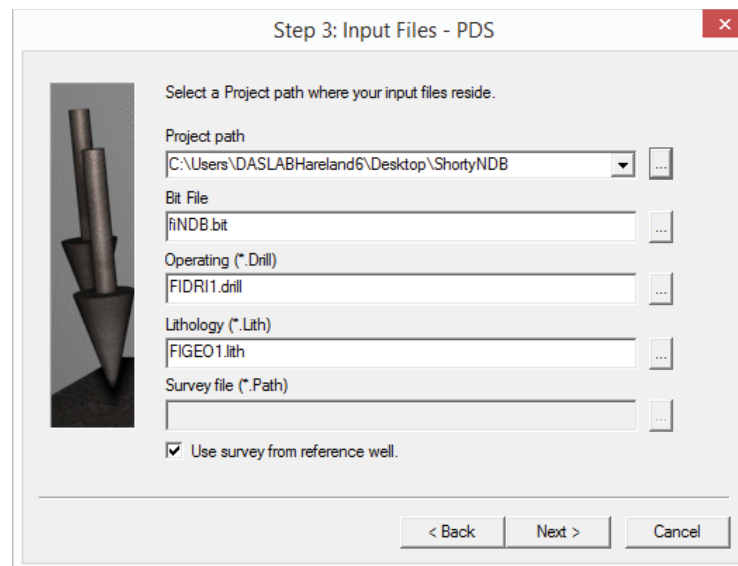 Step 3: Input Files - PDS
Select a Project path where your input files reside.
Project path
C:\Users\DASLABHareland6\Desktop\ShortyNDB
...
Bit File
fiNDB.bit
...
Operating (*.Drill)
FIDRI1.drill
...
Lithology (*.Lith)
FIGEO1.lith
...
Survey file (*.Path)
...
Use survey from reference well.
< Back Next > Cancel